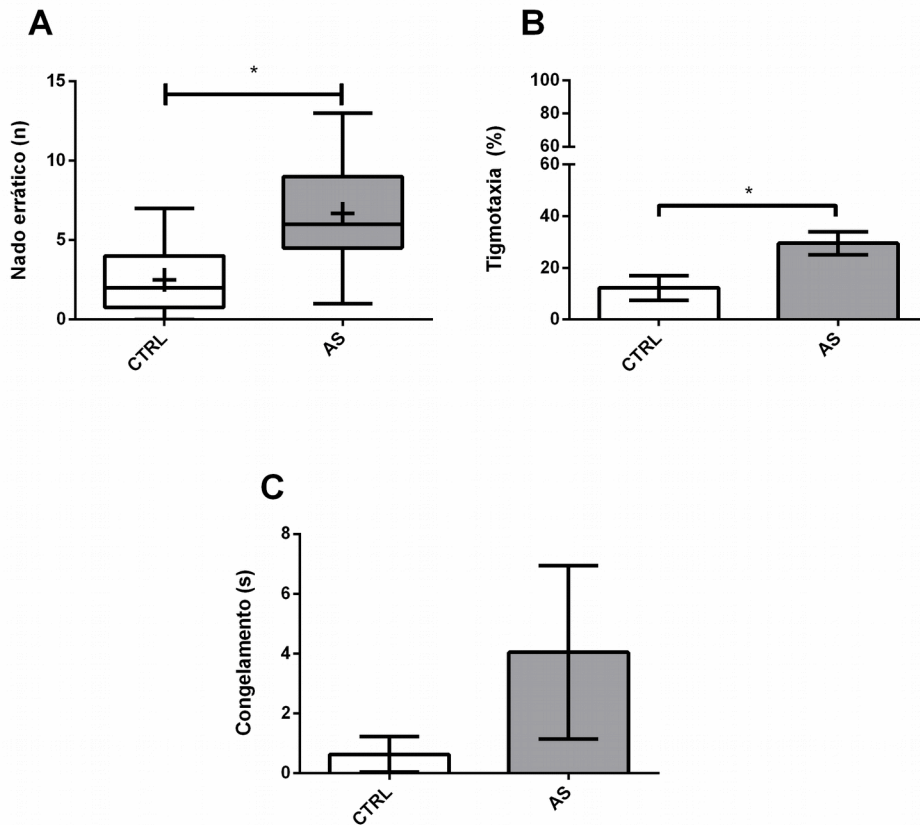 A
*
15
10
5
0
Nado errático (n)
CTRL
AS
B
*
100
80
60
60
40
20
0
Tigmotaxia (%)
CTRL
AS
C
8
6
4
2
0
Congelamento (s)
CTRL
AS